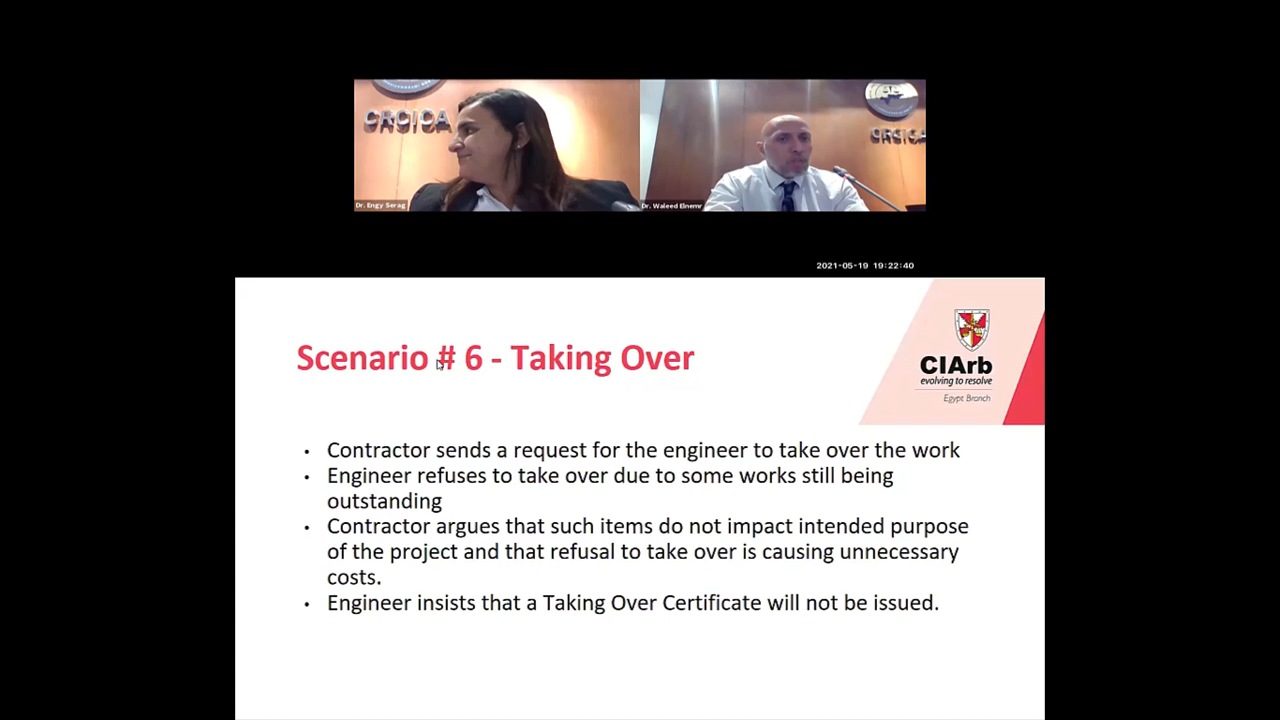 CRCICA
CRCICA
Dr. Engy Serag
Dr. Waleed Elnemr
2021-05-19 19:22:40
Scenario # 6 - Taking Over
CIArb
evolving to resolve
Egypt Branch
• Contractor sends a request for the engineer to take over the work
• Engineer refuses to take over due to some works still being
outstanding
• Contractor argues that such items do not impact intended purpose
of the project and that refusal to take over is causing unnecessary
costs.
• Engineer insists that a Taking Over Certificate will not be issued.